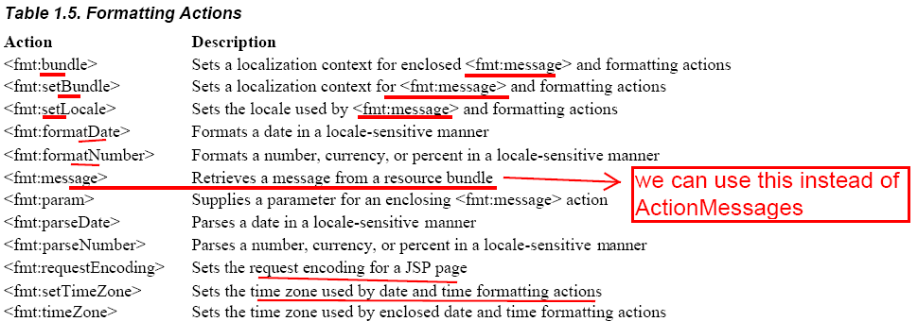 Table 1.5. Formatting Actions
Action Description
<fmt:bundle> Sets a localization context for enclosed <fmt:message> and formatting actions
<fmt:setBundle> Sets a localization context for <fmt:message> and formatting actions
<fmt:setLocale> Sets the locale used by <fmt:message> and formatting actions
<fmt:formatDate> Formats a date in a locale-sensitive manner
<fmt:formatNumber> Formats a number, currency, or percent in a locale-sensitive manner
<fmt:message> Retrieves a message from a resource bundle
<fmt:param> Supplies a parameter for an enclosing <fmt:message> action
<fmt:parseDate> Parses a date in a locale-sensitive manner
<fmt:parseNumber> Parses a number, currency, or percent in a locale-sensitive manner
<fmt:requestEncoding> Sets the request encoding for a JSP page
<fmt:setTimeZone> Sets the time zone used by date and time formatting actions
<fmt:timeZone> Sets the time zone used by enclosed date and time formatting actions
we can use this instead of
ActionMessages